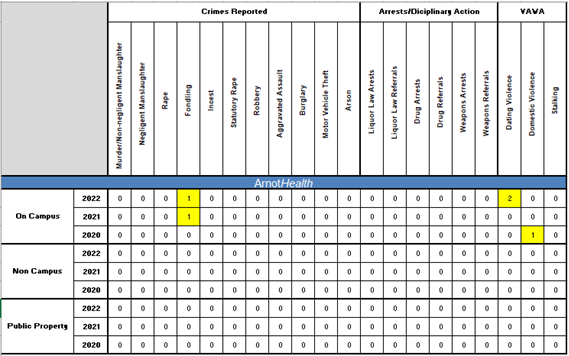 Crimes Reported Arrests/Diciplinary Action VAWA
Murder/Non-negligent Manslaughter
Negligent Manslaughter
Rape
Fondling
Incest
Statutory Rape
Robbery
Aggravated Assault
Burglary
Motor Vehicle Theft
Arson
Liquor Law Arests
Liquor Law Referrals
Drug Arrests
Drug Referrals
Weapons Arrests
Weapons Referrals
Dating Violence
Domestic Violence
Stalking
ArnotHealth
2022 0 0 0 1 0 0 0 0 0 0 0 0 0 0 0 0 0 2 0 0
On Campus 2021 0 0 0 1 0 0 0 0 0 0 0 0 0 0 0 0 0 0 0 0
2020 0 0 0 0 0 0 0 0 0 0 0 0 0 0 0 0 0 0 1 0
2022 0 0 0 0 0 0 0 0 0 0 0 0 0 0 0 0 0 0 0 0
Non Campus 2021 0 0 0 0 0 0 0 0 0 0 0 0 0 0 0 0 0 0 0 0
2020 0 0 0 0 0 0 0 0 0 0 0 0 0 0 0 0 0 0 0 0
2022 0 0 0 0 0 0 0 0 0 0 0 0 0 0 0 0 0 0 0 0
Public Property 2021 0 0 0 0 0 0 0 0 0 0 0 0 0 0 0 0 0 0 0 0
2020 0 0 0 0 0 0 0 0 0 0 0 0 0 0 0 0 0 0 0 0